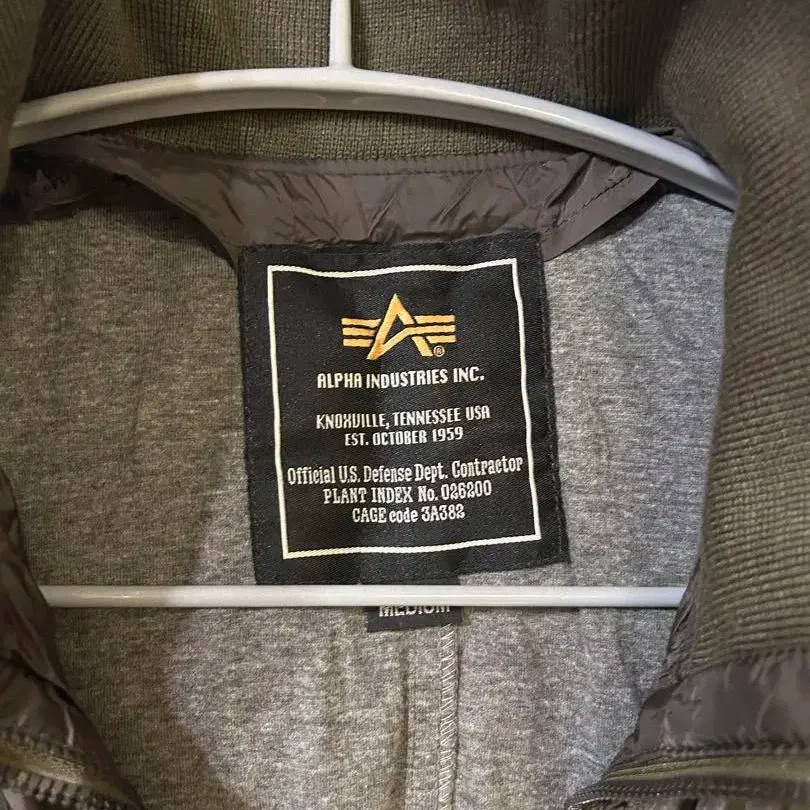 ALPHA INDUSTRIES INC.
KNOXVILLE, TENNESSEE USA
EST. OCTOBER 1959
Official U.S. Defense Dept. Contractor
PLANT INDEX No. 026200
CAGE code 3A382
MEDIUM